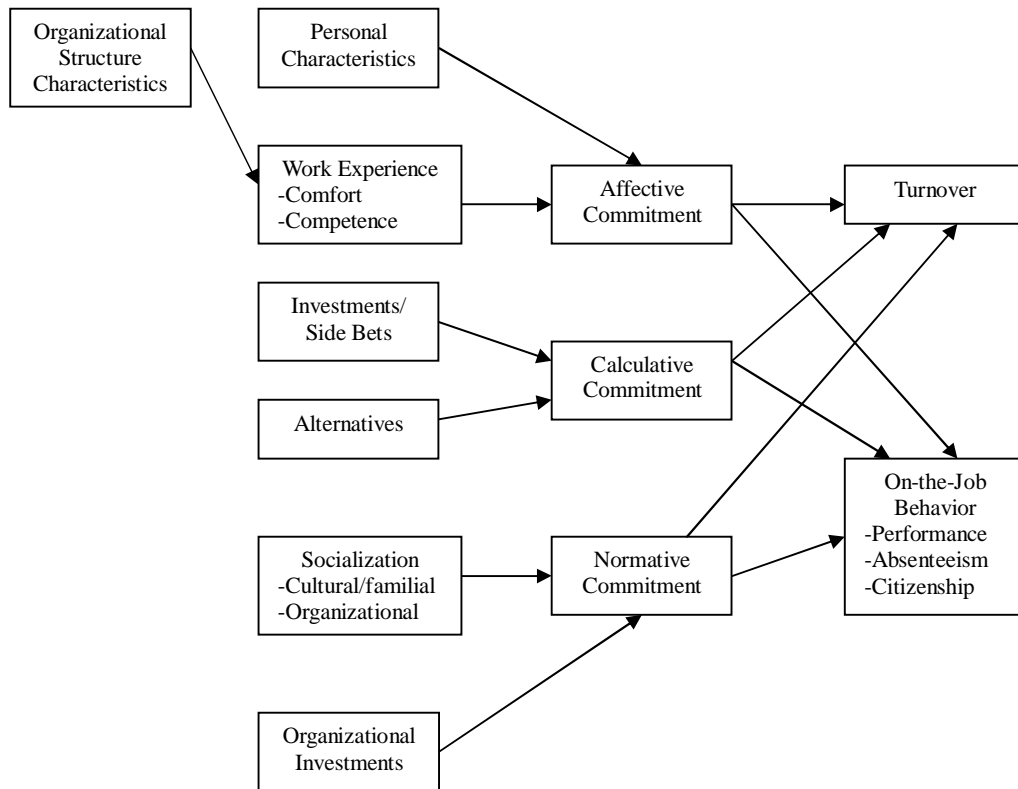 Organizational
Structure
Characteristics
Personal
Characteristics
Work Experience
-Comfort
-Competence
Affective
Commitment
Turnover
Investments/
Side Bets
Calculative
Commitment
Alternatives
On-the-Job
Behavior
-Performance
-Absenteeism
-Citizenship
Socialization
-Cultural/familial
-Organizational
Normative
Commitment
Organizational
Investments